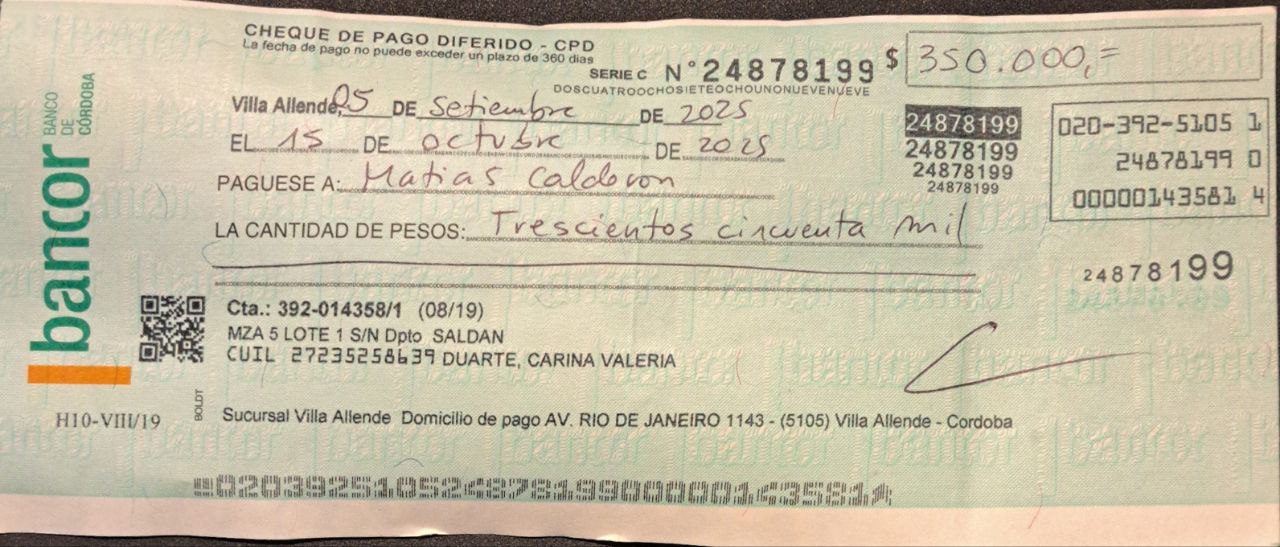 CHEQUE DE PAGO DIFERIDO - CPD
La fecha de pago no puede exceder un plazo de 360 dias
SERIE C N° 24878199 $ 350.000,=
DOSCUATROOCHOSIETEOCHOUNONUEVENUEVE
Villa Allende, 05 DE Setiembre DE 2025
EL 15 DE octubre DE 2025
PAGUESE A: Matias Calderon
LA CANTIDAD DE PESOS: Trescientos cincuenta mil
24878199
24878199
24878199
24878199
020-392-5105 1
24878199 0
00000143581 4
24878199
bancor
BANCO
DE
CÓRDOBA
Cta.: 392-014358/1 (08/19)
MZA 5 LOTE 1 S/N Dpto SALDAN
CUIL 27235258639 DUARTE, CARINA VALERIA
BOLDT
H10-VIII/19
Sucursal Villa Allende Domicilio de pago AV. RIO DE JANEIRO 1143 - (5105) Villa Allende - Cordoba
020392510524878199000001435814